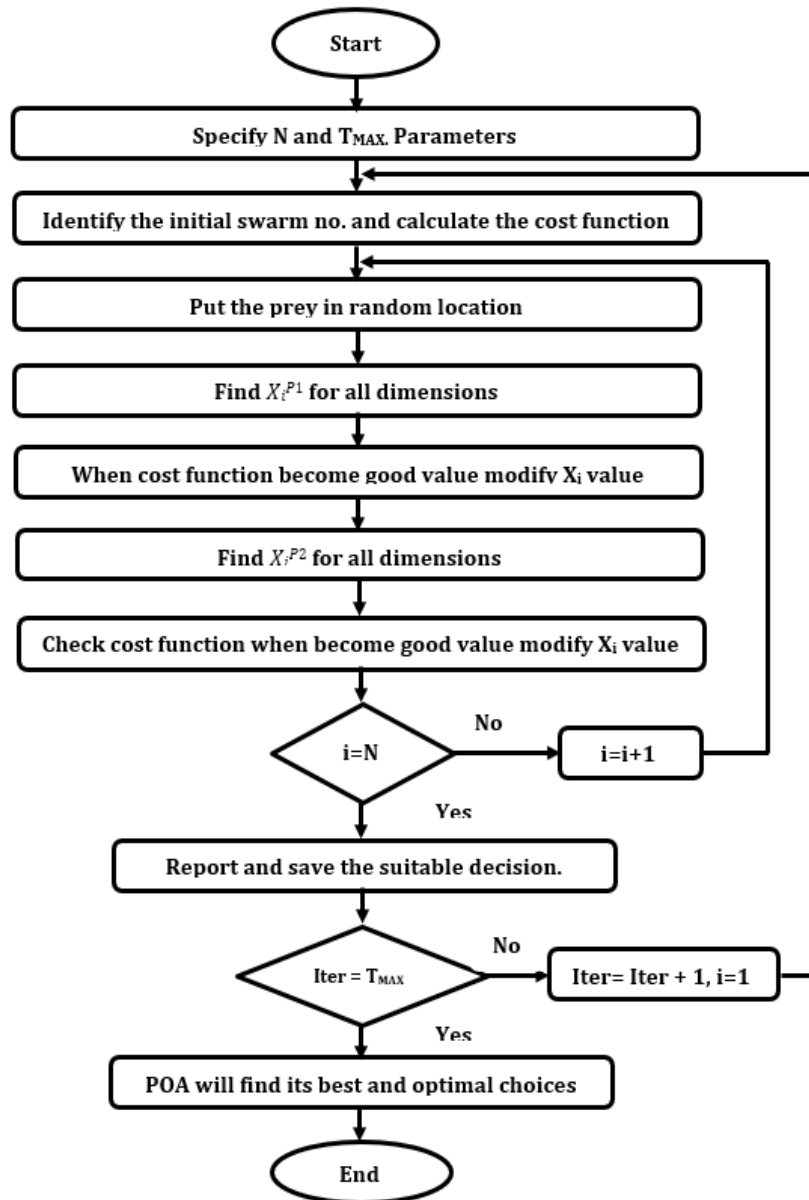 Start
Specify N and TMAX. Parameters
Identify the initial swarm no. and calculate the cost function
Put the prey in random location
Find XiP1 for all dimensions
When cost function become good value modify Xi value
Find XiP2 for all dimensions
Check cost function when become good value modify Xi value
i=N
No
i=i+1
Yes
Report and save the suitable decision.
Iter = TMAX
No
Iter= Iter + 1, i=1
Yes
POA will find its best and optimal choices
End